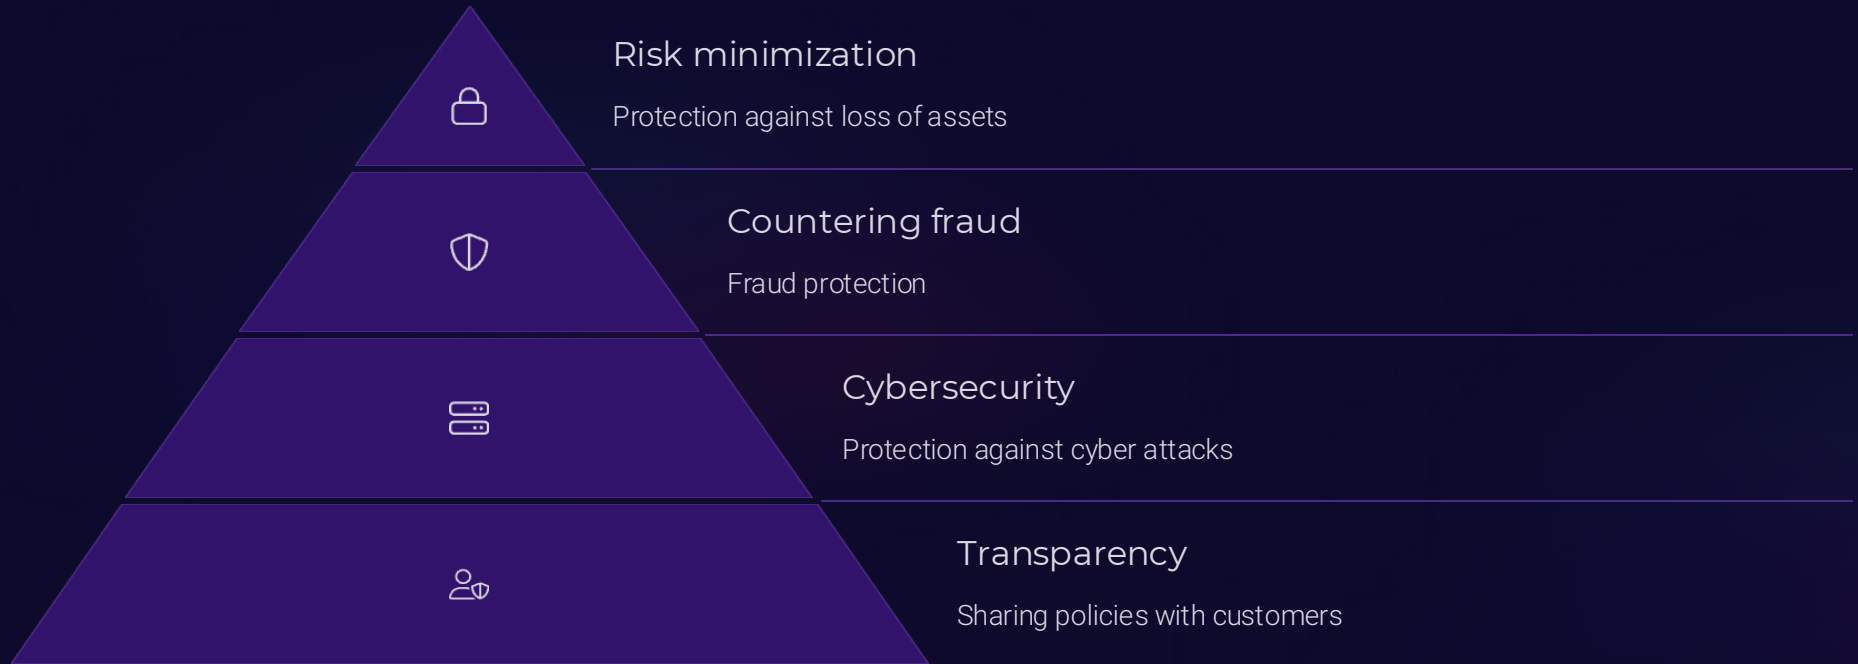 Risk minimization
Protection against loss of assets
Countering fraud
Fraud protection
Cybersecurity
Protection against cyber attacks
Transparency
Sharing policies with customers